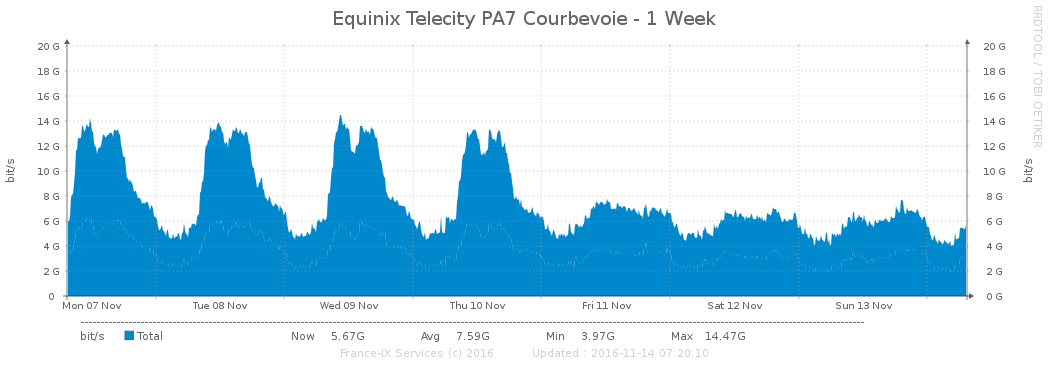 Equinix Telecity PA7 Courbevoie - 1 Week
RRDTOOL / TOBI OETIKER
20 G 20 G
18 G 18 G
16 G 16 G
14 G 14 G
12 G 12 G
10 G 10 G
8 G 8 G
6 G 6 G
4 G 4 G
2 G 2 G
0 0 G
bit/s
bit/s
Mon 07 Nov Tue 08 Nov Wed 09 Nov Thu 10 Nov Fri 11 Nov Sat 12 Nov Sun 13 Nov
bit/s Total Now 5.67G Avg 7.59G Min 3.97G Max 14.47G
France-IX Services (c) 2016 Updated : 2016-11-14 07:20:10